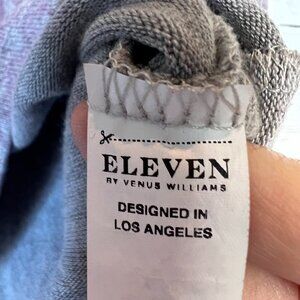 ELEVEN
BY VENUS WILLIAMS
DESIGNED IN
LOS ANGELES